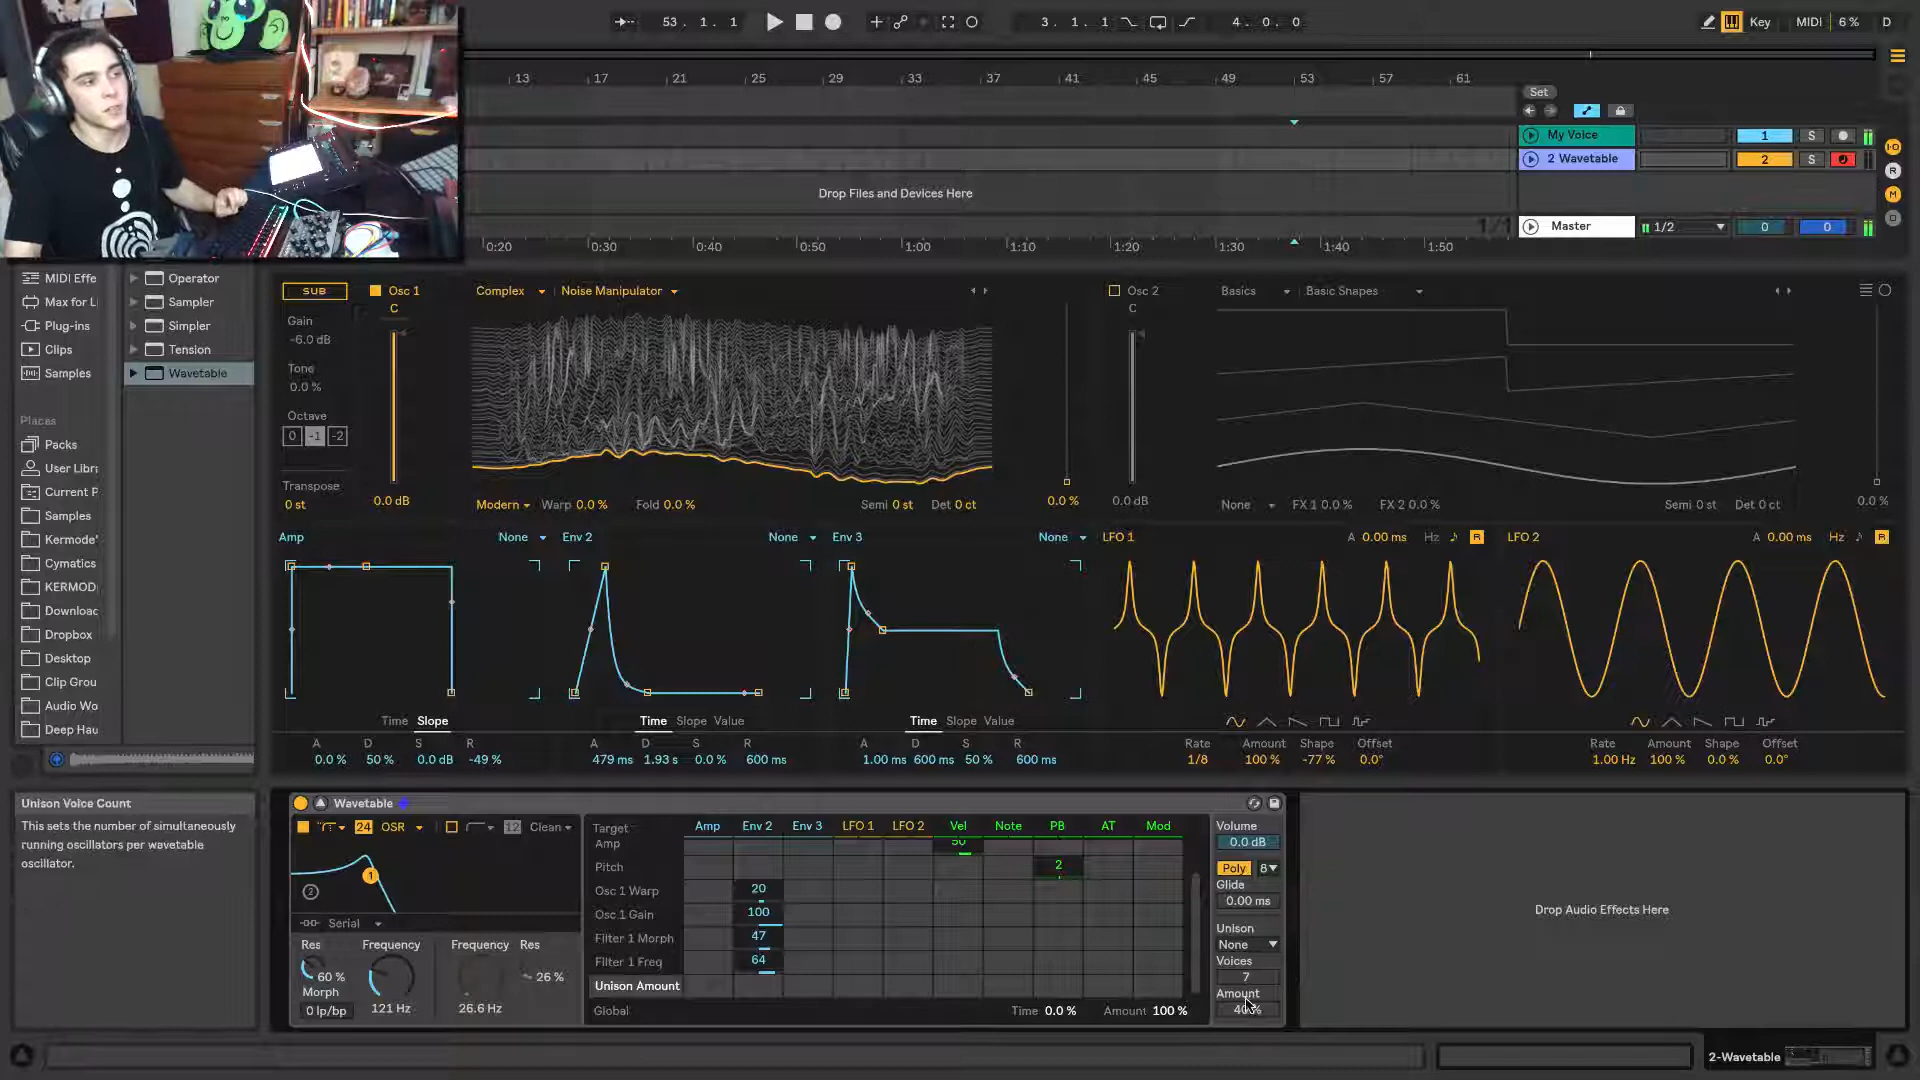 53 . 1 . 1
3 . 1 . 1
4 . 0 . 0
Key
MIDI
6 %
D
13 17 21 25 29 33 37 41 45 49 53 57 61
Set
My Voice 1 S
2 Wavetable 2 S
Drop Files and Devices Here
1/1
Master 1/2 0 0
0:20 0:30 0:40 0:50 1:00 1:10 1:20 1:30 1:40 1:50
MIDI Effe
Max for L
Plug-ins
Clips
Samples
Places
Packs
User Libr
Current P
Samples
Kermode'
Cymatics
KERMOD
Downloac
Dropbox
Desktop
Clip Grou
Audio Wo
Deep Hau
Operator
Sampler
Simpler
Tension
Wavetable
SUB
Gain
-6.0 dB
Tone
0.0 %
Octave
0 -1 -2
Transpose
0 st
Osc 1
C
0.0 dB
Complex Noise Manipulator
Modern Warp 0.0 % Fold 0.0 % Semi 0 st Det 0 ct
0.0 %
Osc 2
C
0.0 dB
Basics Basic Shapes
None FX 1 0.0 % FX 2 0.0 % Semi 0 st Det 0 ct
0.0 %
Amp None
Time Slope
A D S R
0.0 % 50 % 0.0 dB -49 %
Env 2 None
Time Slope Value
A D S R
479 ms 1.93 s 0.0 % 600 ms
Env 3 None
Time Slope Value
A D S R
1.00 ms 600 ms 50 % 600 ms
LFO 1 A 0.00 ms Hz R
Rate Amount Shape Offset
1/8 100 % -77 % 0.0°
LFO 2 A 0.00 ms Hz R
Rate Amount Shape Offset
1.00 Hz 100 % 0.0 % 0.0°
Unison Voice Count
This sets the number of simultaneously
running oscillators per wavetable
oscillator.
Wavetable
24 OSR 12 Clean
1
2
Serial
Res Frequency Frequency Res
60 % 26 %
Morph
0 lp/bp 121 Hz 26.6 Hz
Target Amp Env 2 Env 3 LFO 1 LFO 2 Vel Note PB AT Mod
Amp 50
Pitch 2
Osc 1 Warp 20
Osc 1 Gain 100
Filter 1 Morph 47
Filter 1 Freq 64
Unison Amount
Global Time 0.0 % Amount 100 %
Volume
0.0 dB
Poly 8
Glide
0.00 ms
Unison
None
Voices
7
Amount
40%
Drop Audio Effects Here
2-Wavetable